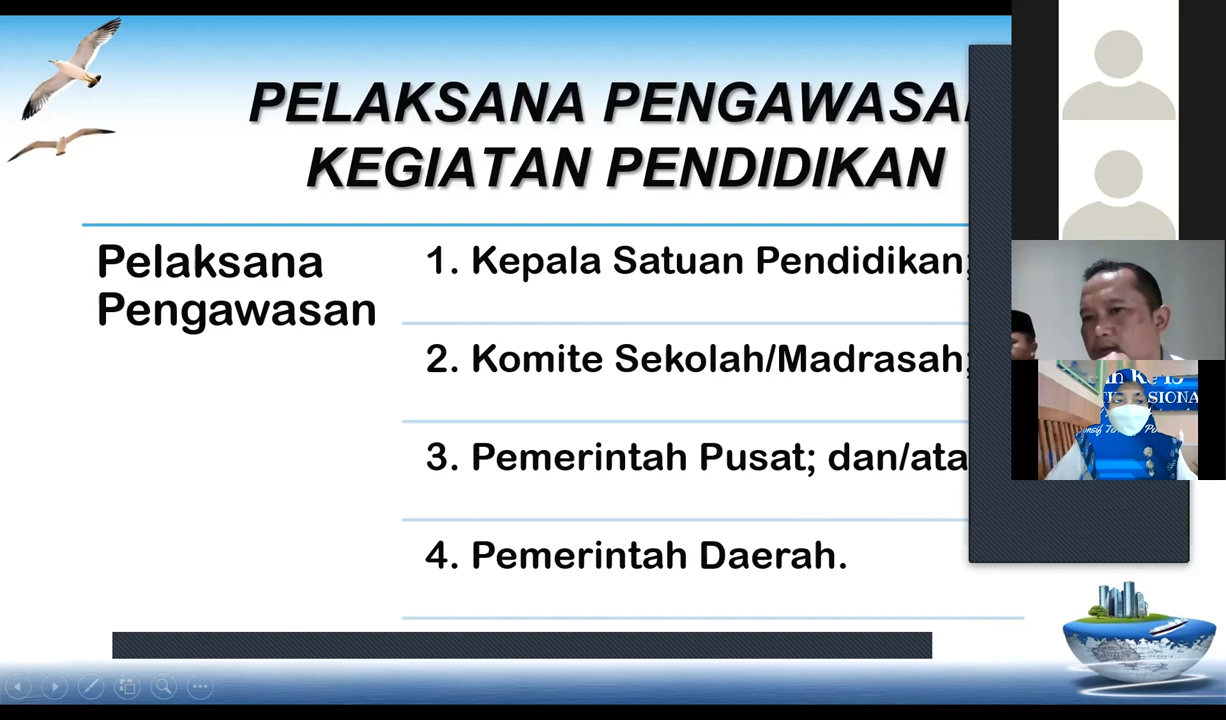 PELAKSANA PENGAWASAN
KEGIATAN PENDIDIKAN
Pelaksana
Pengawasan
1. Kepala Satuan Pendidikan;
2. Komite Sekolah/Madrasah;
3. Pemerintah Pusat; dan/ata
4. Pemerintah Daerah.